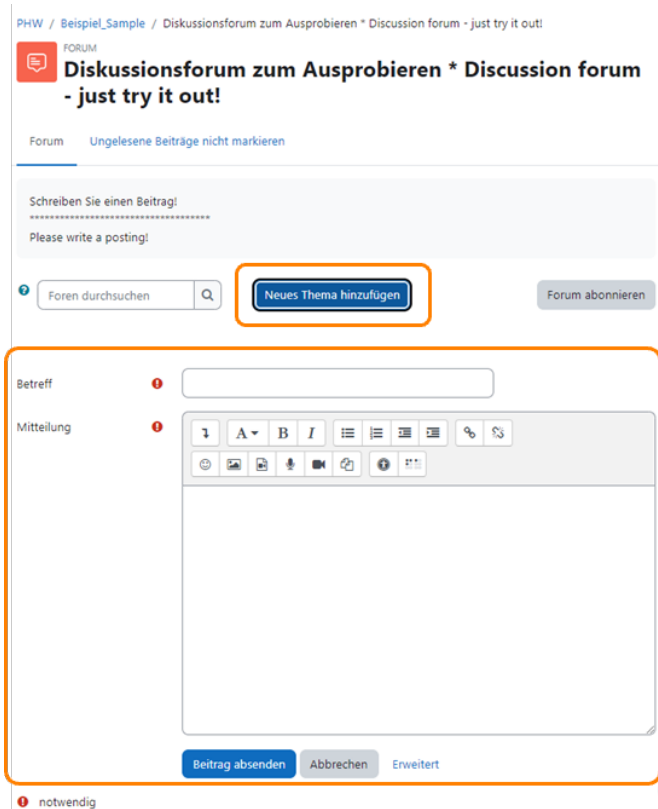 PHW / Beispiel_Sample / Diskussionsforum zum Ausprobieren * Discussion forum - just try it out!
FORUM
Diskussionsforum zum Ausprobieren * Discussion forum
- just try it out!
Forum Ungelesene Beiträge nicht markieren
Schreiben Sie einen Beitrag!
************************************
Please write a posting!
Foren durchsuchen Neues Thema hinzufügen Forum abonnieren
Betreff
Mitteilung
A B I
Beitrag absenden Abbrechen Erweitert
notwendig